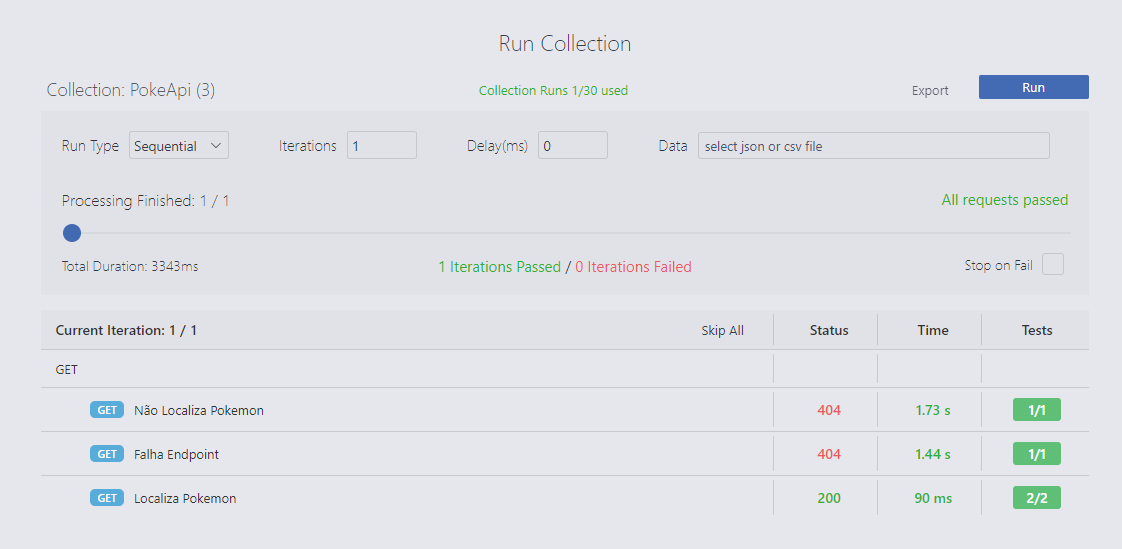 Run Collection
Collection: PokeApi (3) Collection Runs 1/30 used Export Run
Run Type Sequential Iterations 1 Delay(ms) 0 Data select json or csv file
Processing Finished: 1 / 1 All requests passed
Total Duration: 3343ms 1 Iterations Passed / 0 Iterations Failed Stop on Fail
Current Iteration: 1 / 1 Skip All Status Time Tests
GET
GET Não Localiza Pokemon 404 1.73 s 1/1
GET Falha Endpoint 404 1.44 s 1/1
GET Localiza Pokemon 200 90 ms 2/2